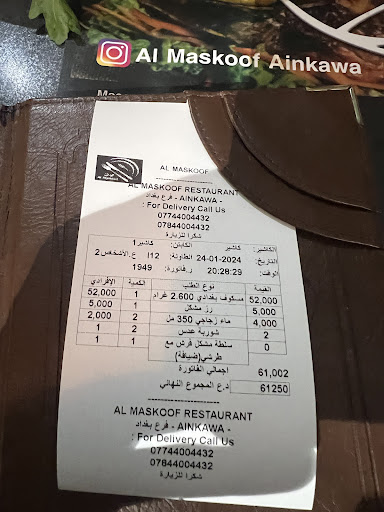 Al Maskoof Ainkawa
AL MASKOOF
AL MASKOOF RESTAURANT
- AINKAWA - فرع بغداد
: For Delivery Call Us
07744004432
07844004432
شكرا للزيارة
الكاشير: كاشير الكابتن: كاشير1
التاريخ: 24-01-2024 الطاولة: I12 ع.الأشخاص 2
الوقت: 20:28:29 ر.فاتورة: 1949
القيمة نوع الطلب الكمية الإفرادي
52,000 مسكوف بغدادي 2.600 غرام 1 52,000
5,000 رز مشكل 1 5,000
4,000 ماء زجاجي 350 مل 2 2,000
2 شوربة عدس 2 1
0 سلطة مشكل فرش مع طرشي(ضيافة) 1
61,002 اجمالي الفاتورة
61250 د.ع المجموع النهائي
AL MASKOOF RESTAURANT
- AINKAWA - فرع بغداد
: For Delivery Call Us
07744004432
07844004432
شكرا للزيارة